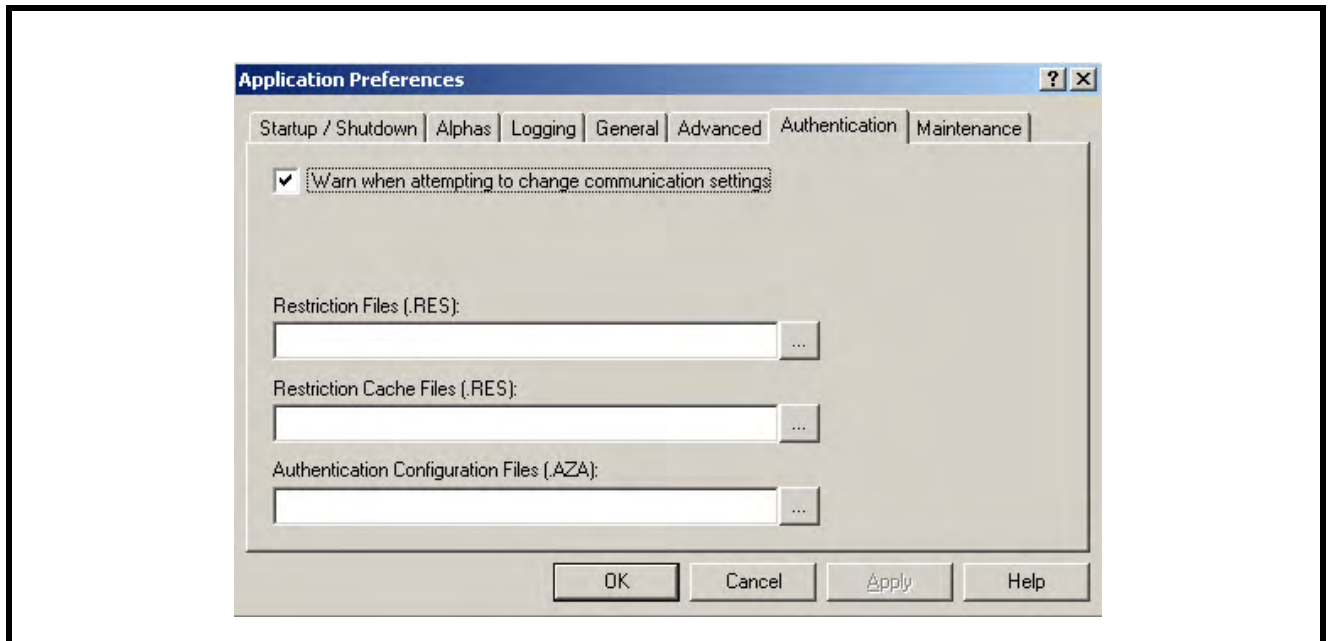 Application Preferences
Startup / Shutdown Alphas Logging General Advanced Authentication Maintenance
Warn when attempting to change communication settings
Restriction Files (.RES):
...
Restriction Cache Files (.RES):
...
Authentication Configuration Files (.AZA):
...
OK Cancel Apply Help